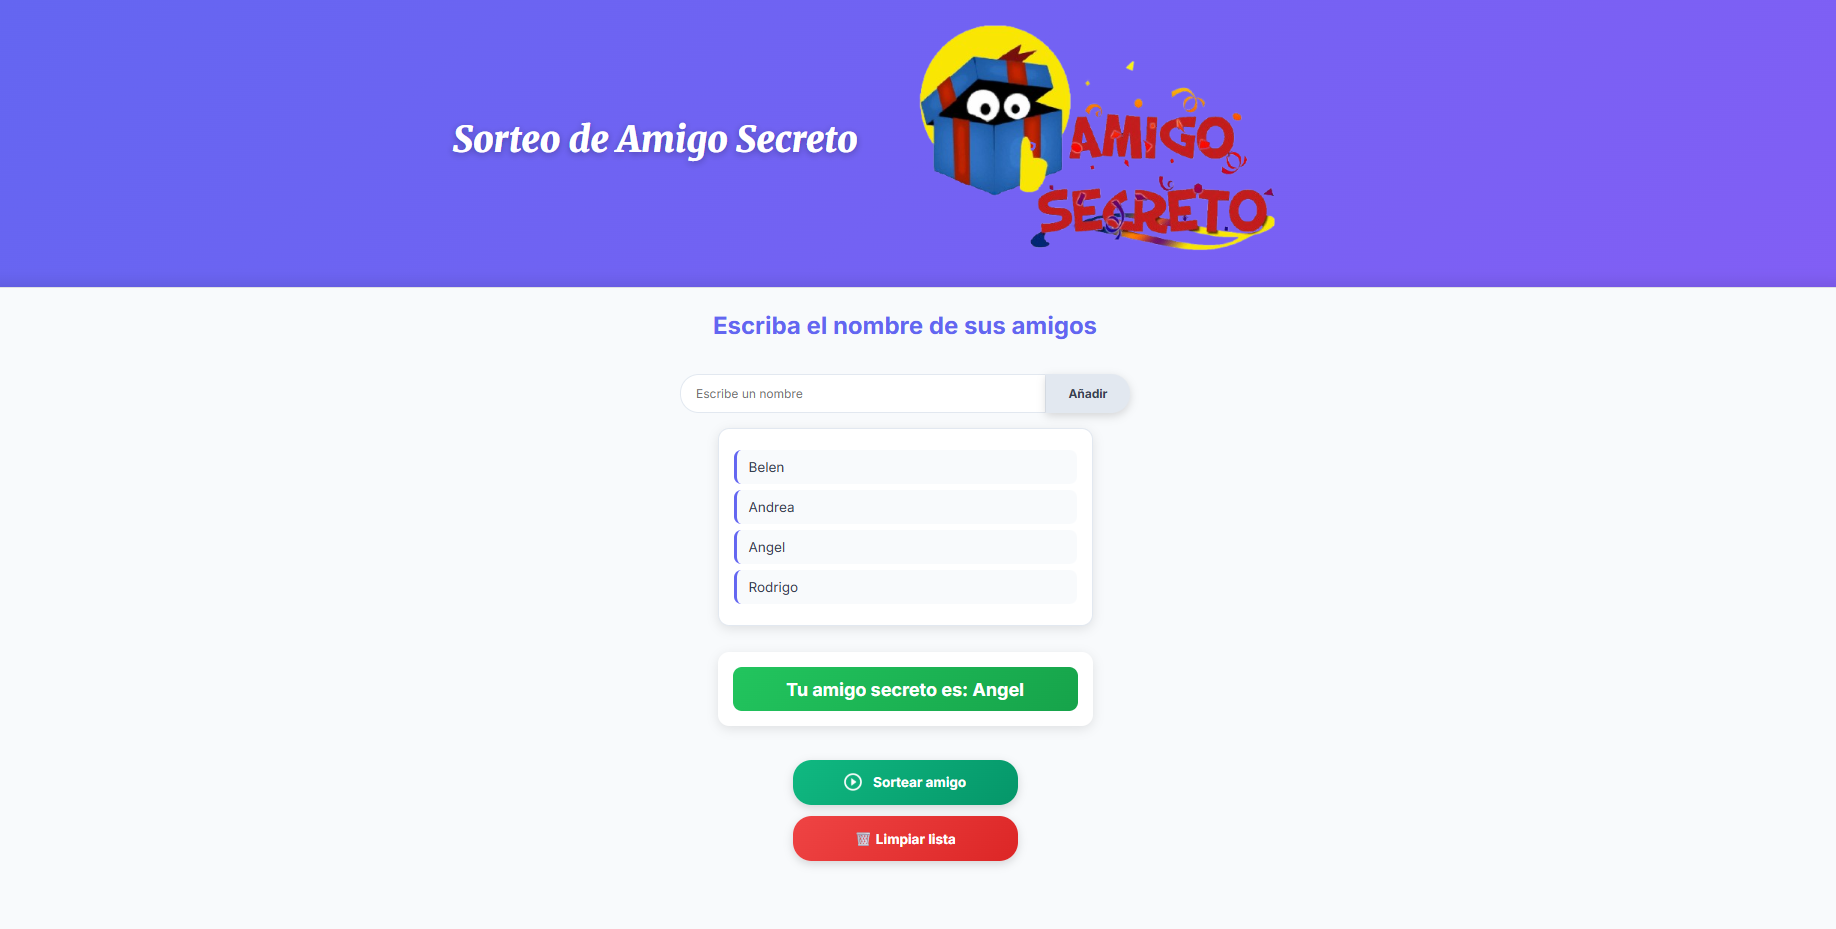 Sorteo de Amigo Secreto
AMIGO
SECRETO
Escriba el nombre de sus amigos
Escribe un nombre
Añadir
Belen
Andrea
Angel
Rodrigo
Tu amigo secreto es: Angel
Sortear amigo
Limpiar lista